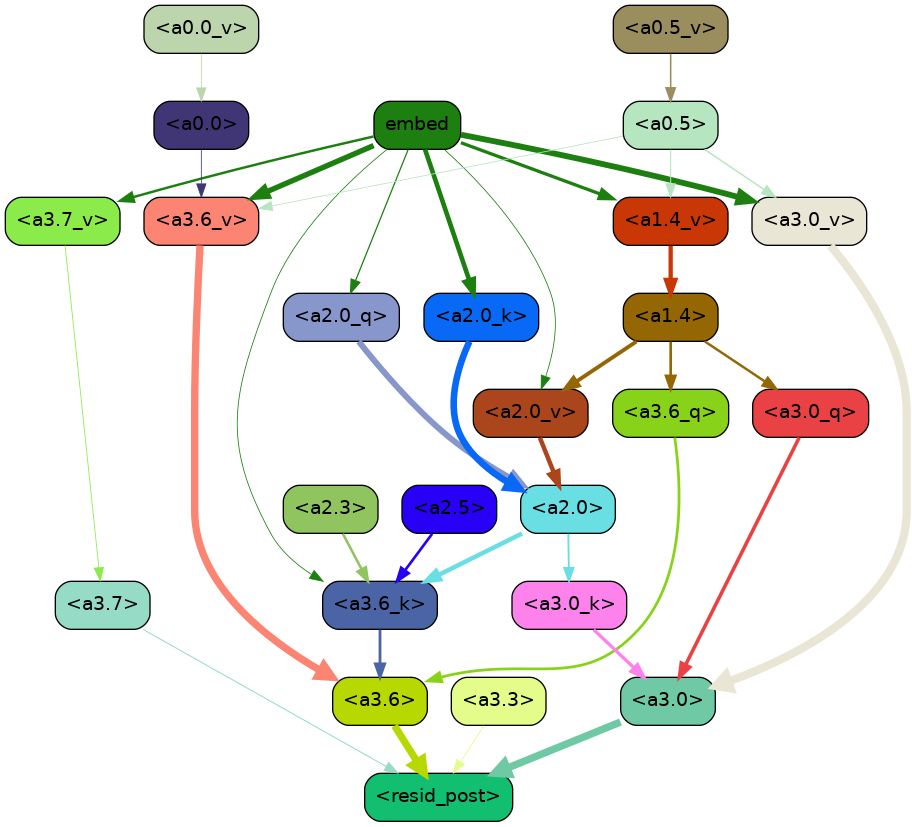 <a0.0_v> <a0.5_v>
<a0.0> embed <a0.5>
<a3.7_v> <a3.6_v> <a1.4_v> <a3.0_v>
<a2.0_q> <a2.0_k> <a1.4>
<a2.0_v> <a3.6_q> <a3.0_q>
<a2.3> <a2.5> <a2.0>
<a3.7> <a3.6_k> <a3.0_k>
<a3.6> <a3.3> <a3.0>
<resid_post>